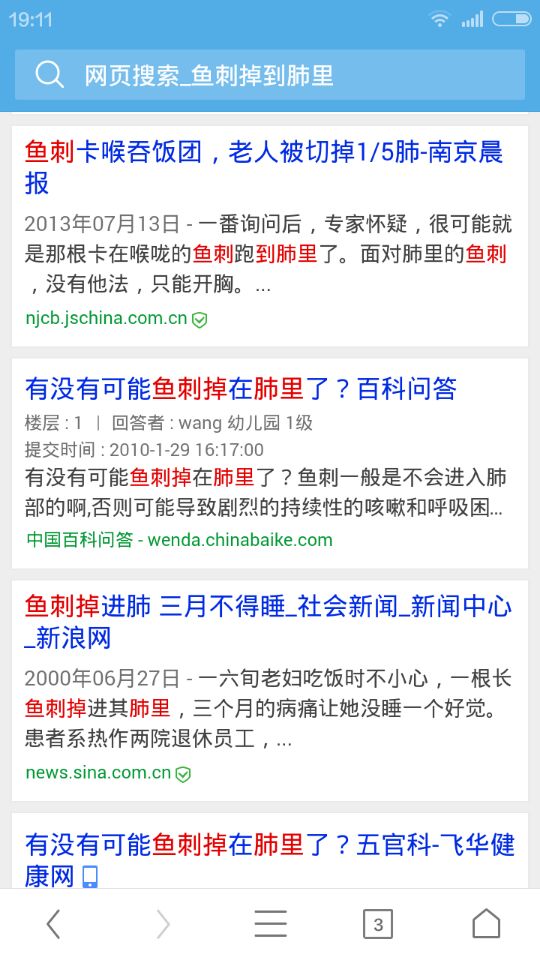 19:11
网页搜索_鱼刺掉到肺里
鱼刺卡喉吞饭团，老人被切掉1/5肺-南京晨
报
2013年07月13日 - 一番询问后，专家怀疑，很可能就
是那根卡在喉咙的鱼刺跑到肺里了。面对肺里的鱼刺
，没有他法，只能开胸。...
njcb.jschina.com.cn
有没有可能鱼刺掉在肺里了？百科问答
楼层 : 1 | 回答者 : wang 幼儿园 1级
提交时间 : 2010-1-29 16:17:00
有没有可能鱼刺掉在肺里了？鱼刺一般是不会进入肺
部的啊,否则可能导致剧烈的持续性的咳嗽和呼吸困...
中国百科问答 - wenda.chinabaike.com
鱼刺掉进肺 三月不得睡_社会新闻_新闻中心
_新浪网
2000年06月27日 - 一六旬老妇吃饭时不小心，一根长
鱼刺掉进其肺里，三个月的病痛让她没睡一个好觉。
患者系热作两院退休员工，...
news.sina.com.cn
有没有可能鱼刺掉在肺里了？五官科-飞华健
康网
3